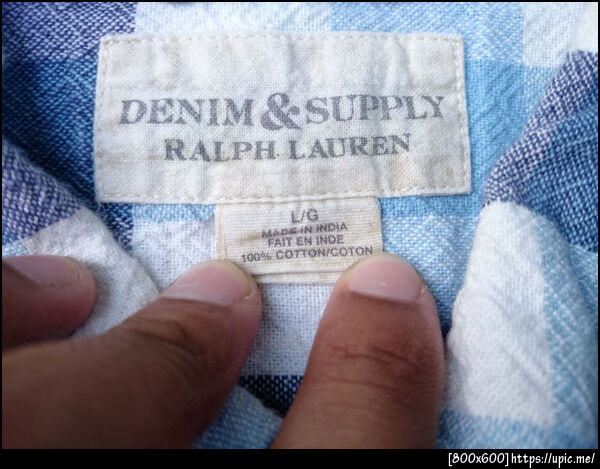 DENIM & SUPPLY
RALPH LAUREN
L/G
MADE IN INDIA
FAIT EN INDE
100% COTTON/COTON
[800x600]https://upic.me/